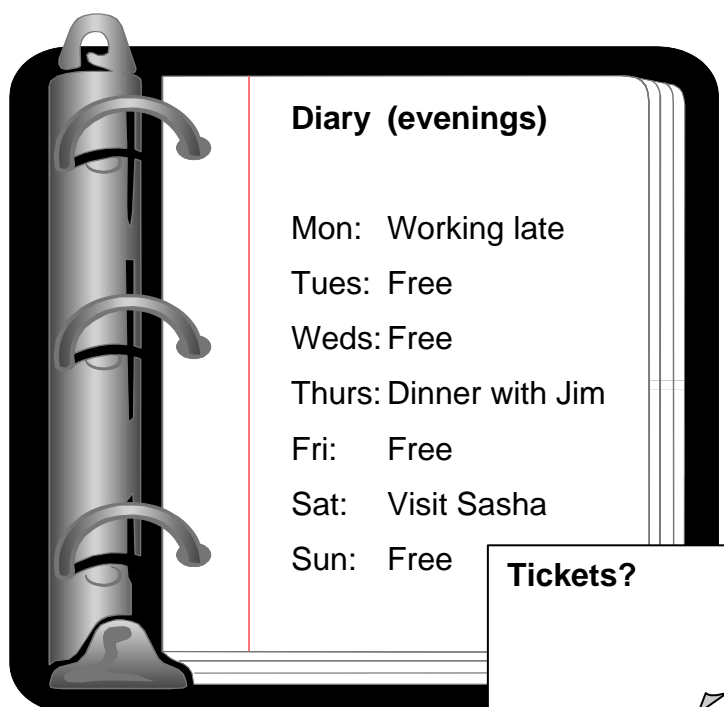 Diary (evenings)
Mon: Working late
Tues: Free
Weds: Free
Thurs: Dinner with Jim
Fri: Free
Sat: Visit Sasha
Sun: Free
Tickets?